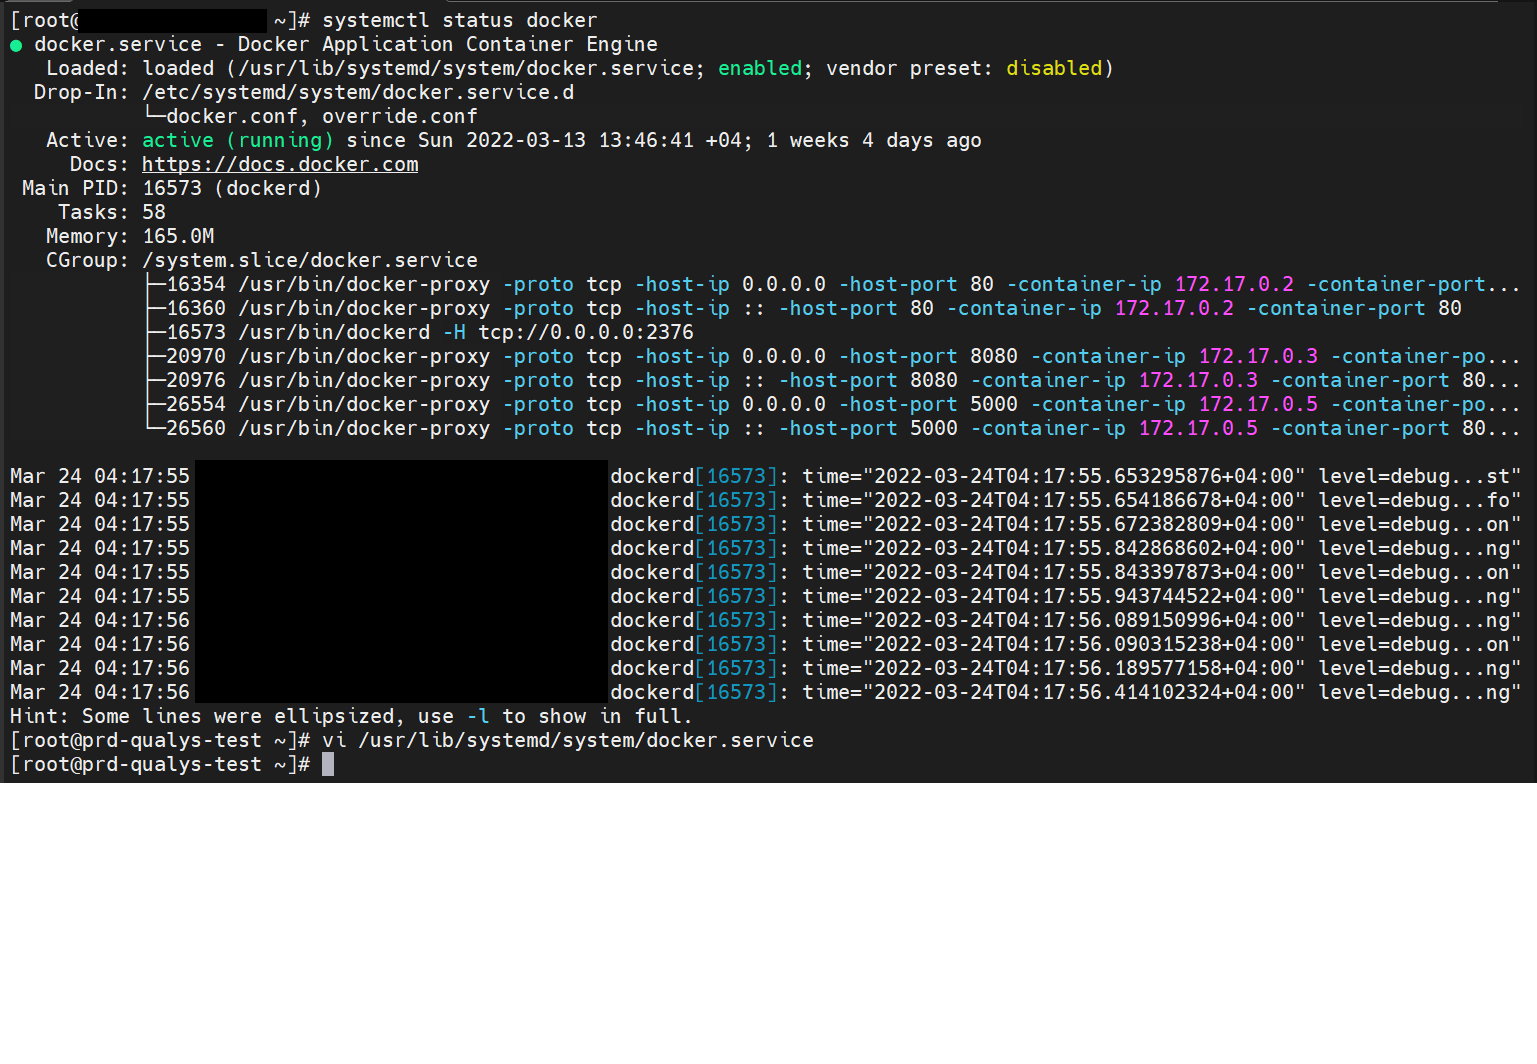 [root@ ~]# systemctl status docker
● docker.service - Docker Application Container Engine
   Loaded: loaded (/usr/lib/systemd/system/docker.service; enabled; vendor preset: disabled)
  Drop-In: /etc/systemd/system/docker.service.d
           └─docker.conf, override.conf
   Active: active (running) since Sun 2022-03-13 13:46:41 +04; 1 weeks 4 days ago
     Docs: https://docs.docker.com
 Main PID: 16573 (dockerd)
    Tasks: 58
   Memory: 165.0M
   CGroup: /system.slice/docker.service
           ├─16354 /usr/bin/docker-proxy -proto tcp -host-ip 0.0.0.0 -host-port 80 -container-ip 172.17.0.2 -container-port...
           ├─16360 /usr/bin/docker-proxy -proto tcp -host-ip :: -host-port 80 -container-ip 172.17.0.2 -container-port 80
           ├─16573 /usr/bin/dockerd -H tcp://0.0.0.0:2376
           ├─20970 /usr/bin/docker-proxy -proto tcp -host-ip 0.0.0.0 -host-port 8080 -container-ip 172.17.0.3 -container-po...
           ├─20976 /usr/bin/docker-proxy -proto tcp -host-ip :: -host-port 8080 -container-ip 172.17.0.3 -container-port 80...
           ├─26554 /usr/bin/docker-proxy -proto tcp -host-ip 0.0.0.0 -host-port 5000 -container-ip 172.17.0.5 -container-po...
           └─26560 /usr/bin/docker-proxy -proto tcp -host-ip :: -host-port 5000 -container-ip 172.17.0.5 -container-port 80...
Mar 24 04:17:55 dockerd[16573]: time="2022-03-24T04:17:55.653295876+04:00" level=debug...st"
Mar 24 04:17:55 dockerd[16573]: time="2022-03-24T04:17:55.654186678+04:00" level=debug...fo"
Mar 24 04:17:55 dockerd[16573]: time="2022-03-24T04:17:55.672382809+04:00" level=debug...on"
Mar 24 04:17:55 dockerd[16573]: time="2022-03-24T04:17:55.842868602+04:00" level=debug...ng"
Mar 24 04:17:55 dockerd[16573]: time="2022-03-24T04:17:55.843397873+04:00" level=debug...on"
Mar 24 04:17:55 dockerd[16573]: time="2022-03-24T04:17:55.943744522+04:00" level=debug...ng"
Mar 24 04:17:56 dockerd[16573]: time="2022-03-24T04:17:56.089150996+04:00" level=debug...ng"
Mar 24 04:17:56 dockerd[16573]: time="2022-03-24T04:17:56.090315238+04:00" level=debug...on"
Mar 24 04:17:56 dockerd[16573]: time="2022-03-24T04:17:56.189577158+04:00" level=debug...ng"
Mar 24 04:17:56 dockerd[16573]: time="2022-03-24T04:17:56.414102324+04:00" level=debug...ng"
Hint: Some lines were ellipsized, use -l to show in full.
[root@prd-qualys-test ~]# vi /usr/lib/systemd/system/docker.service
[root@prd-qualys-test ~]#